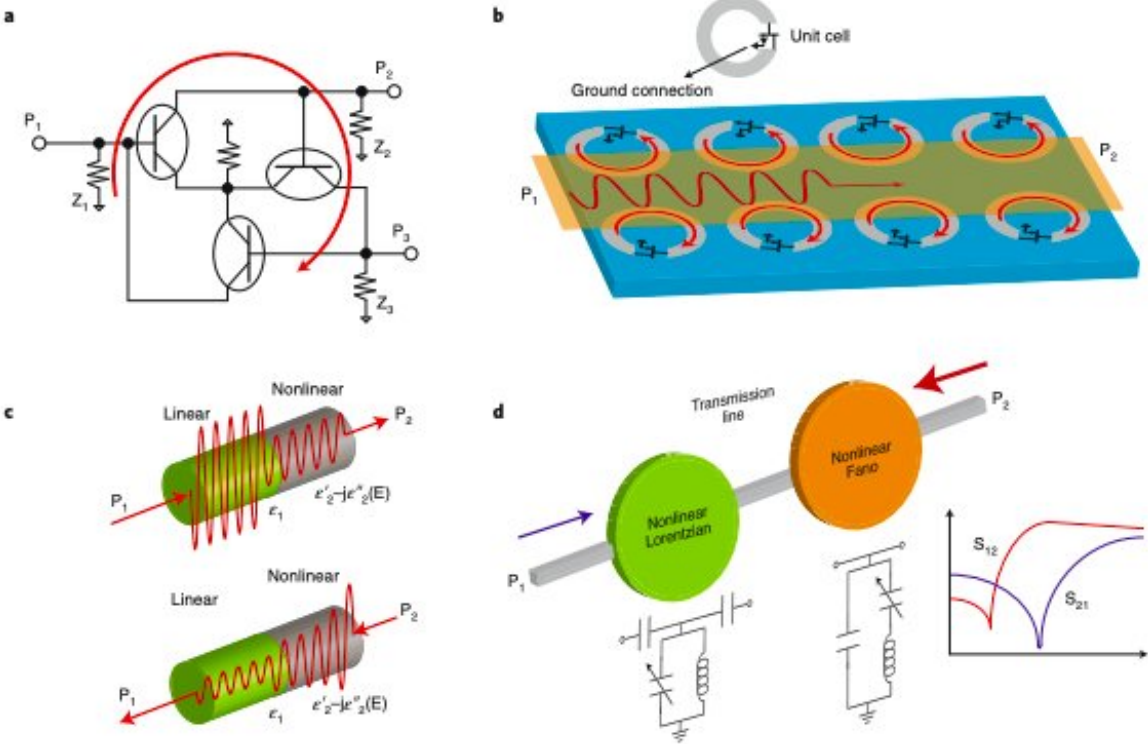 a
P₁
P₂
Z₂
Z₁
P₃
Z₃
b
Unit cell
Ground connection
P₁
P₂
c
Nonlinear
Linear
P₂
P₁
ε₁
ε′₂–jε″₂(E)
Nonlinear
Linear
P₂
P₁
ε₁
ε′₂–jε″₂(E)
d
Transmission
line
P₂
Nonlinear
Fano
Nonlinear
Lorentzian
P₁
S₁₂
S₂₁